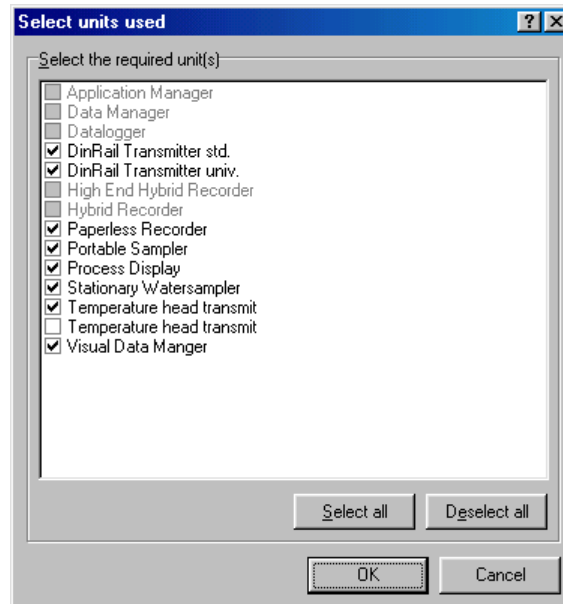 Select units used
Select the required unit(s)
Application Manager
Data Manager
Datalogger
DinRail Transmitter std.
DinRail Transmitter univ.
High End Hybrid Recorder
Hybrid Recorder
Paperless Recorder
Portable Sampler
Process Display
Stationary Watersampler
Temperature head transmit
Temperature head transmit
Visual Data Manger
Select all Deselect all
OK Cancel